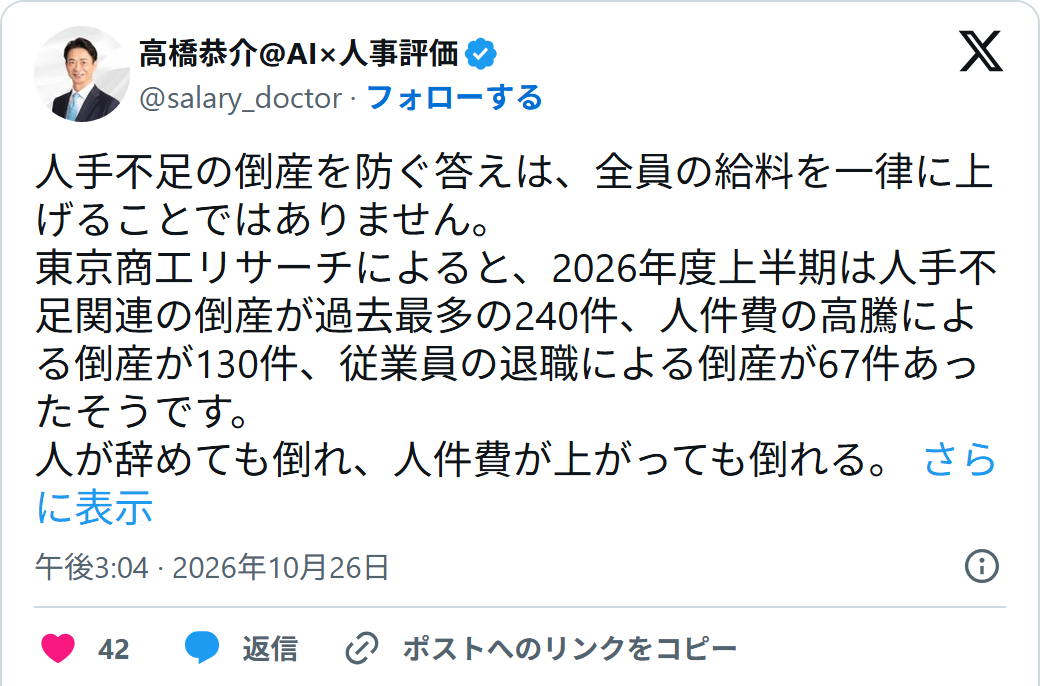 高橋恭介@AI×人事評価
@salary_doctor · フォローする
人手不足の倒産を防ぐ答えは、全員の給料を一律に上
げることではありません。
東京商工リサーチによると、2026年度上半期は人手不
足関連の倒産が過去最多の240件、人件費の高騰によ
る倒産が130件、従業員の退職による倒産が67件あっ
たそうです。
人が辞めても倒れ、人件費が上がっても倒れる。 さら
に表示
午後3:04 · 2026年10月26日
42 返信 ポストへのリンクをコピー